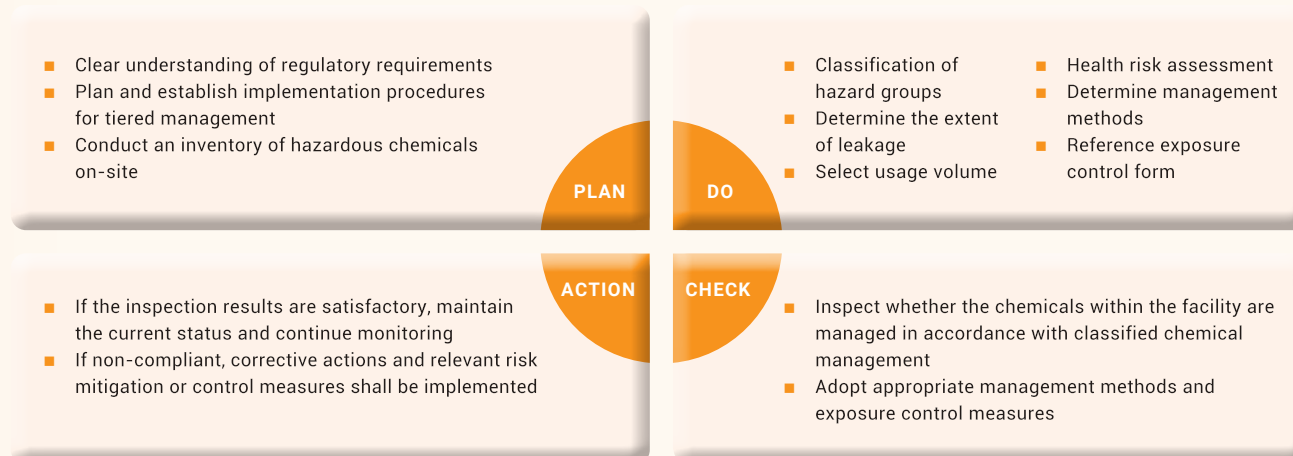 Clear understanding of regulatory requirements
Plan and establish implementation procedures
for tiered management
Conduct an inventory of hazardous chemicals
on-site
PLAN
DO
Classification of
hazard groups
Determine the extent
of leakage
Select usage volume
Health risk assessment
Determine management
methods
Reference exposure
control form
ACTION
If the inspection results are satisfactory, maintain
the current status and continue monitoring
If non-compliant, corrective actions and relevant risk
mitigation or control measures shall be implemented
CHECK
Inspect whether the chemicals within the facility are
managed in accordance with classified chemical
management
Adopt appropriate management methods and
exposure control measures